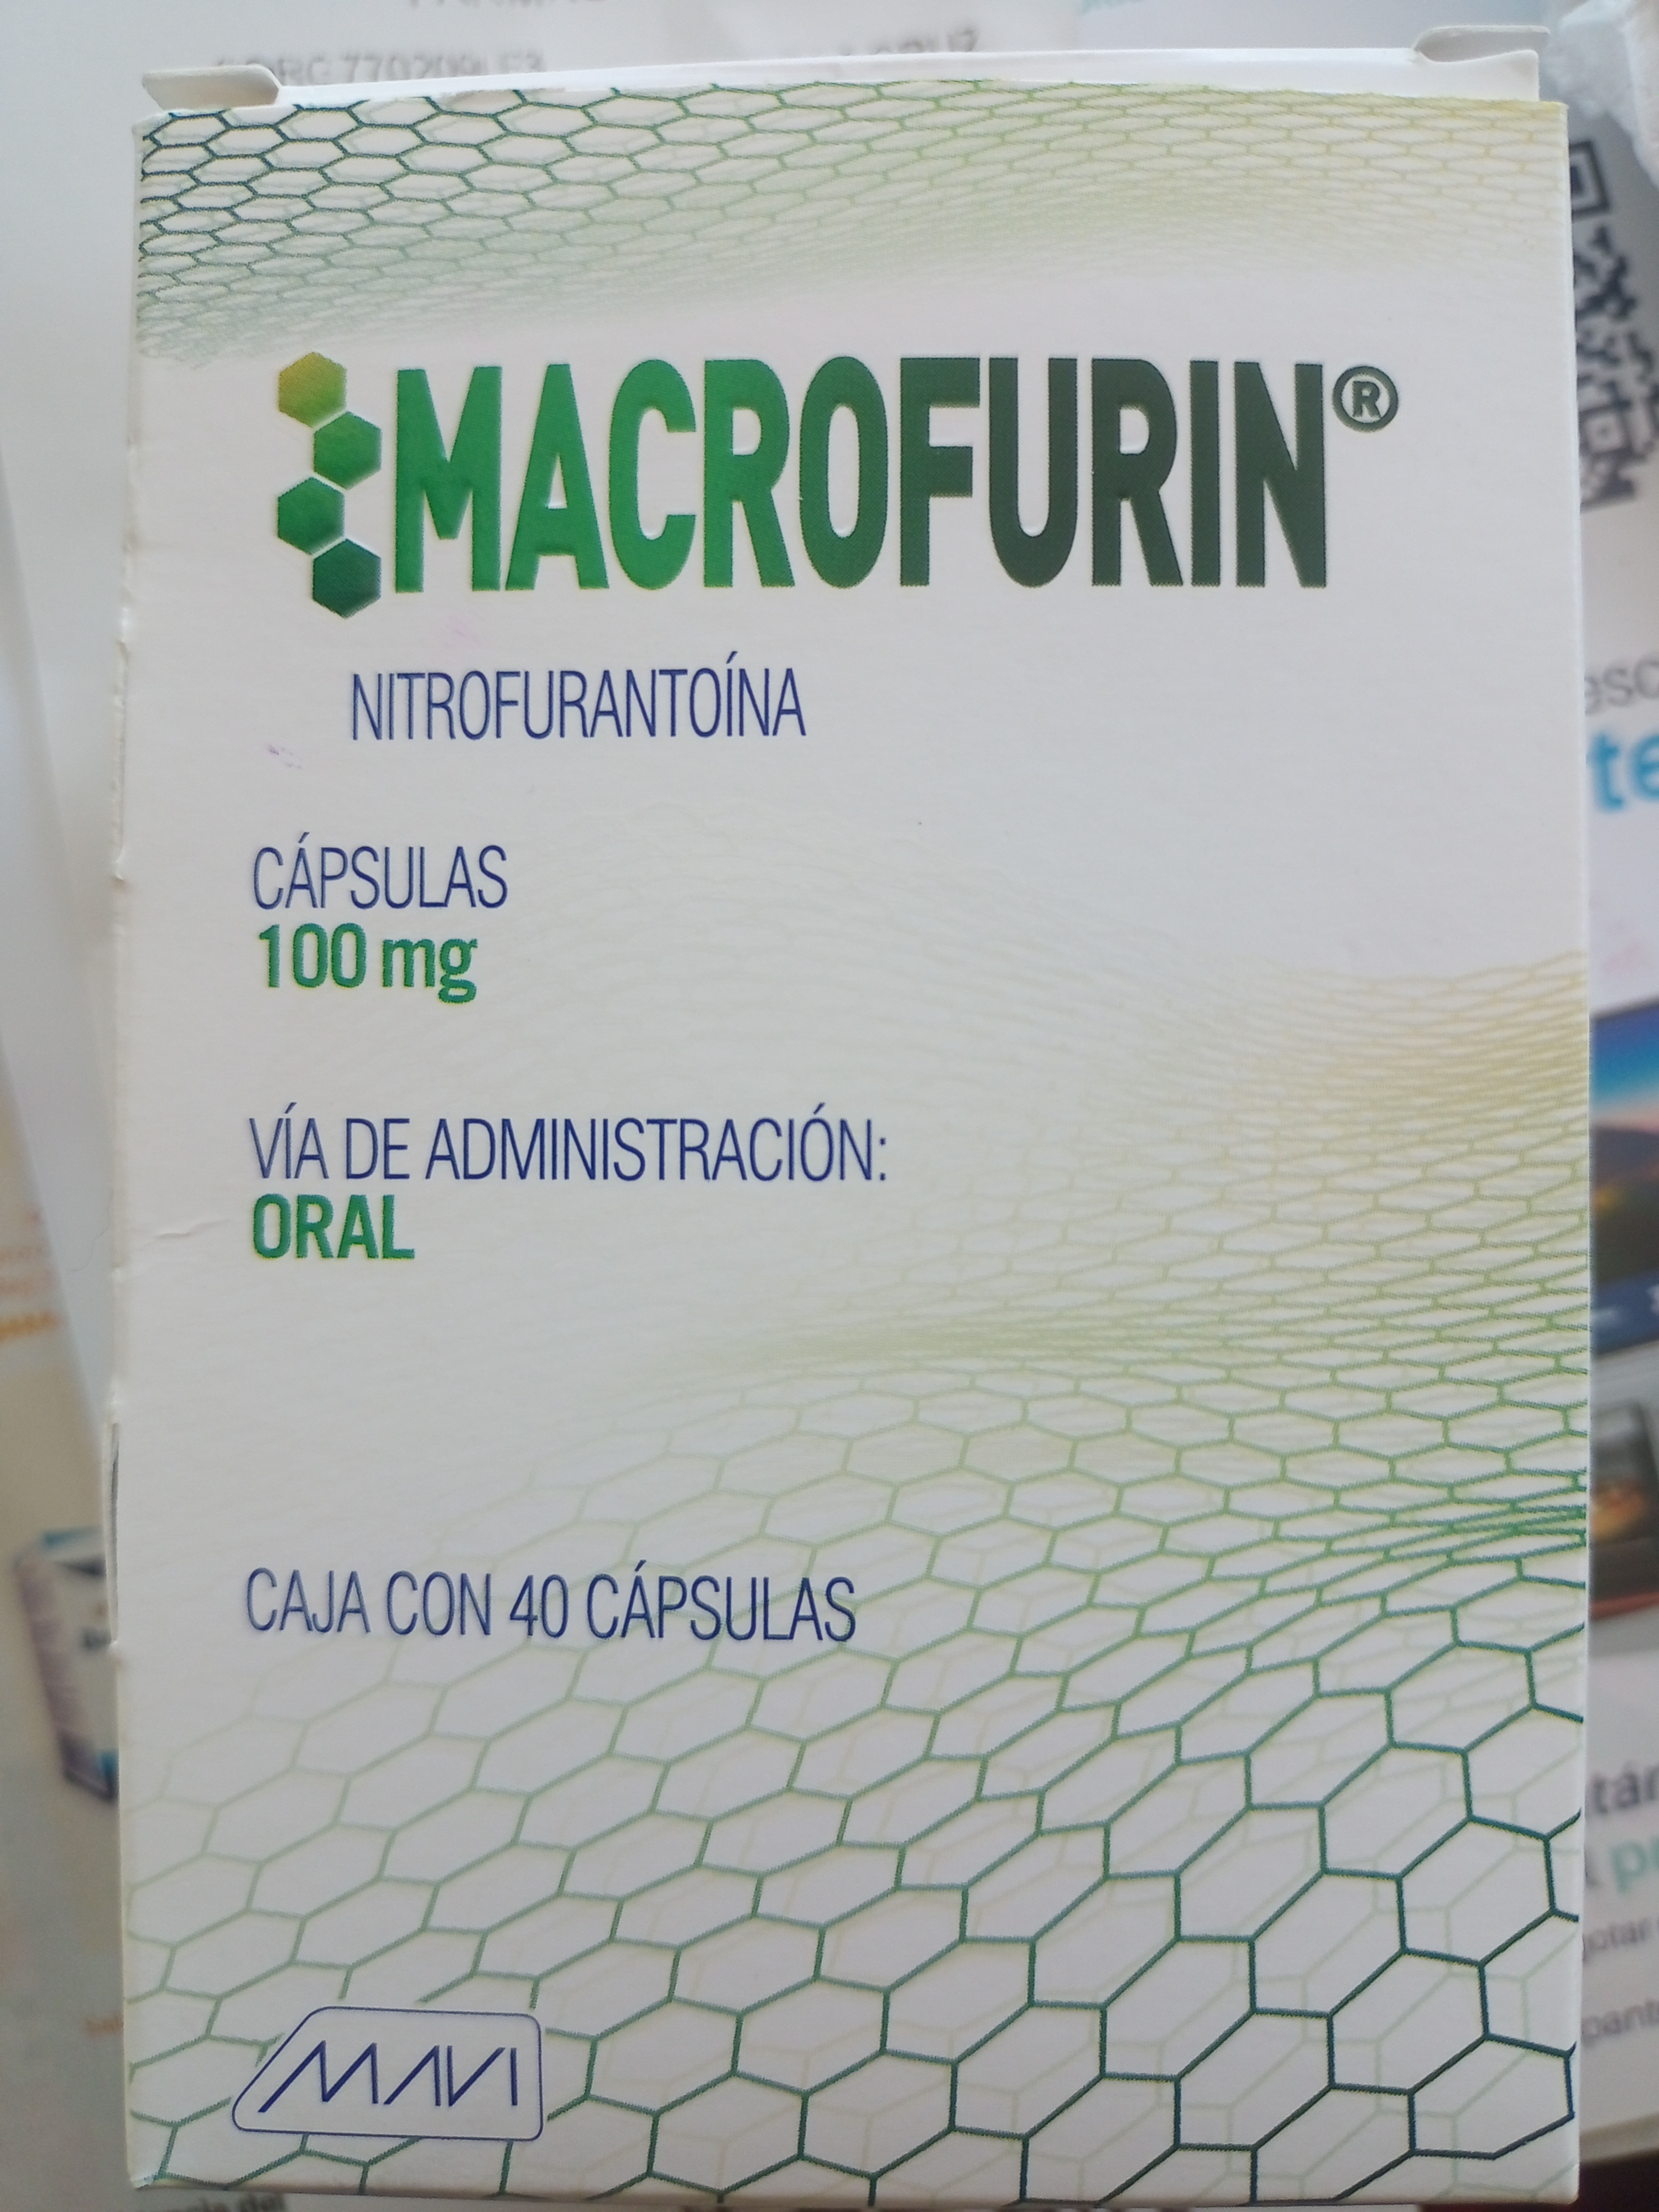 MACROFURIN®
NITROFURANTOÍNA
CÁPSULAS
100 mg
VÍA DE ADMINISTRACIÓN:
ORAL
CAJA CON 40 CÁPSULAS
MAVI